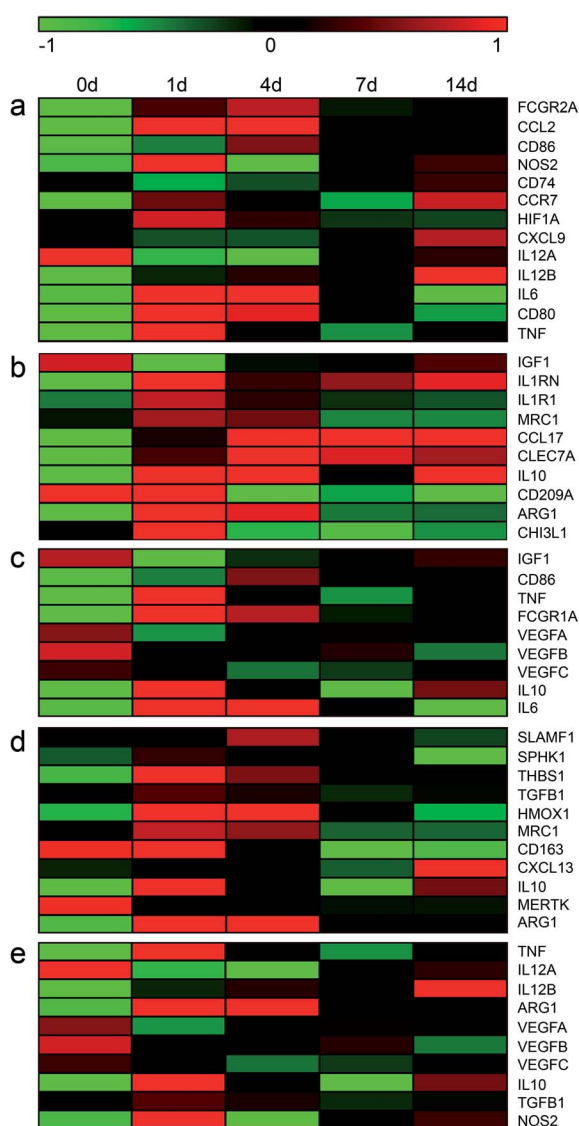 -1 0 1
0d 1d 4d 7d 14d
a
FCGR2A
CCL2
CD86
NOS2
CD74
CCR7
HIF1A
CXCL9
IL12A
IL12B
IL6
CD80
TNF
b
IGF1
IL1RN
IL1R1
MRC1
CCL17
CLEC7A
IL10
CD209A
ARG1
CHI3L1
c
IGF1
CD86
TNF
FCGR1A
VEGFA
VEGFB
VEGFC
IL10
IL6
d
SLAMF1
SPHK1
THBS1
TGFB1
HMOX1
MRC1
CD163
CXCL13
IL10
MERTK
ARG1
e
TNF
IL12A
IL12B
ARG1
VEGFA
VEGFB
VEGFC
IL10
TGFB1
NOS2